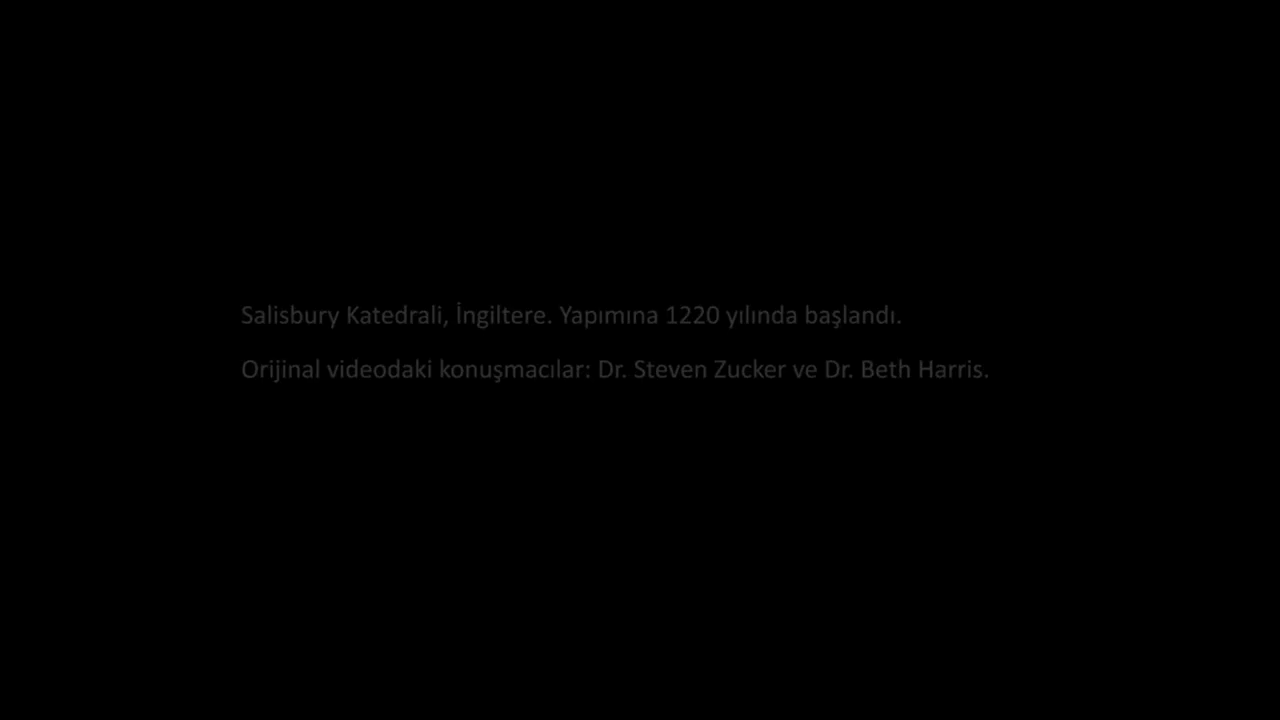 Salisbury Katedrali, İngiltere. Yapımına 1220 yılında başlandı.
Orijinal videodaki konuşmacılar: Dr. Steven Zucker ve Dr. Beth Harris.